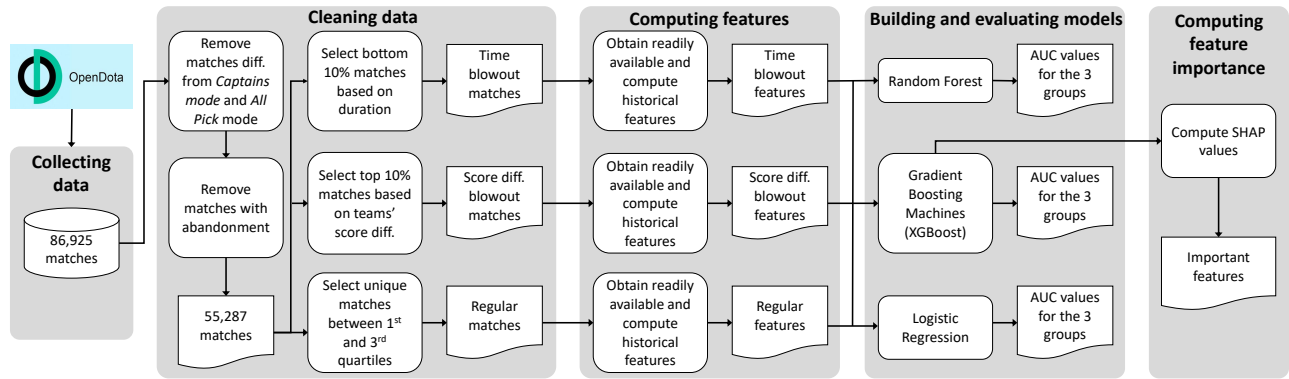 OpenDota
Collecting
data
86,925
matches
Cleaning data
Remove
matches diff.
from Captains
mode and All
Pick mode
Remove
matches with
abandonment
55,287
matches
Select bottom
10% matches
based on
duration
Time
blowout
matches
Select top 10%
matches based
on teams’
score diff.
Score diff.
blowout
matches
Select unique
matches
between 1st
and 3rd
quartiles
Regular
matches
Computing features
Obtain readily
available and
compute
historical
features
Time
blowout
features
Obtain readily
available and
compute
historical
features
Score diff.
blowout
features
Obtain readily
available and
compute
historical
features
Regular
features
Building and evaluating models
Random Forest
AUC values
for the 3
groups
Gradient
Boosting
Machines
(XGBoost)
AUC values
for the 3
groups
Logistic
Regression
AUC values
for the 3
groups
Computing
feature
importance
Compute SHAP
values
Important
features